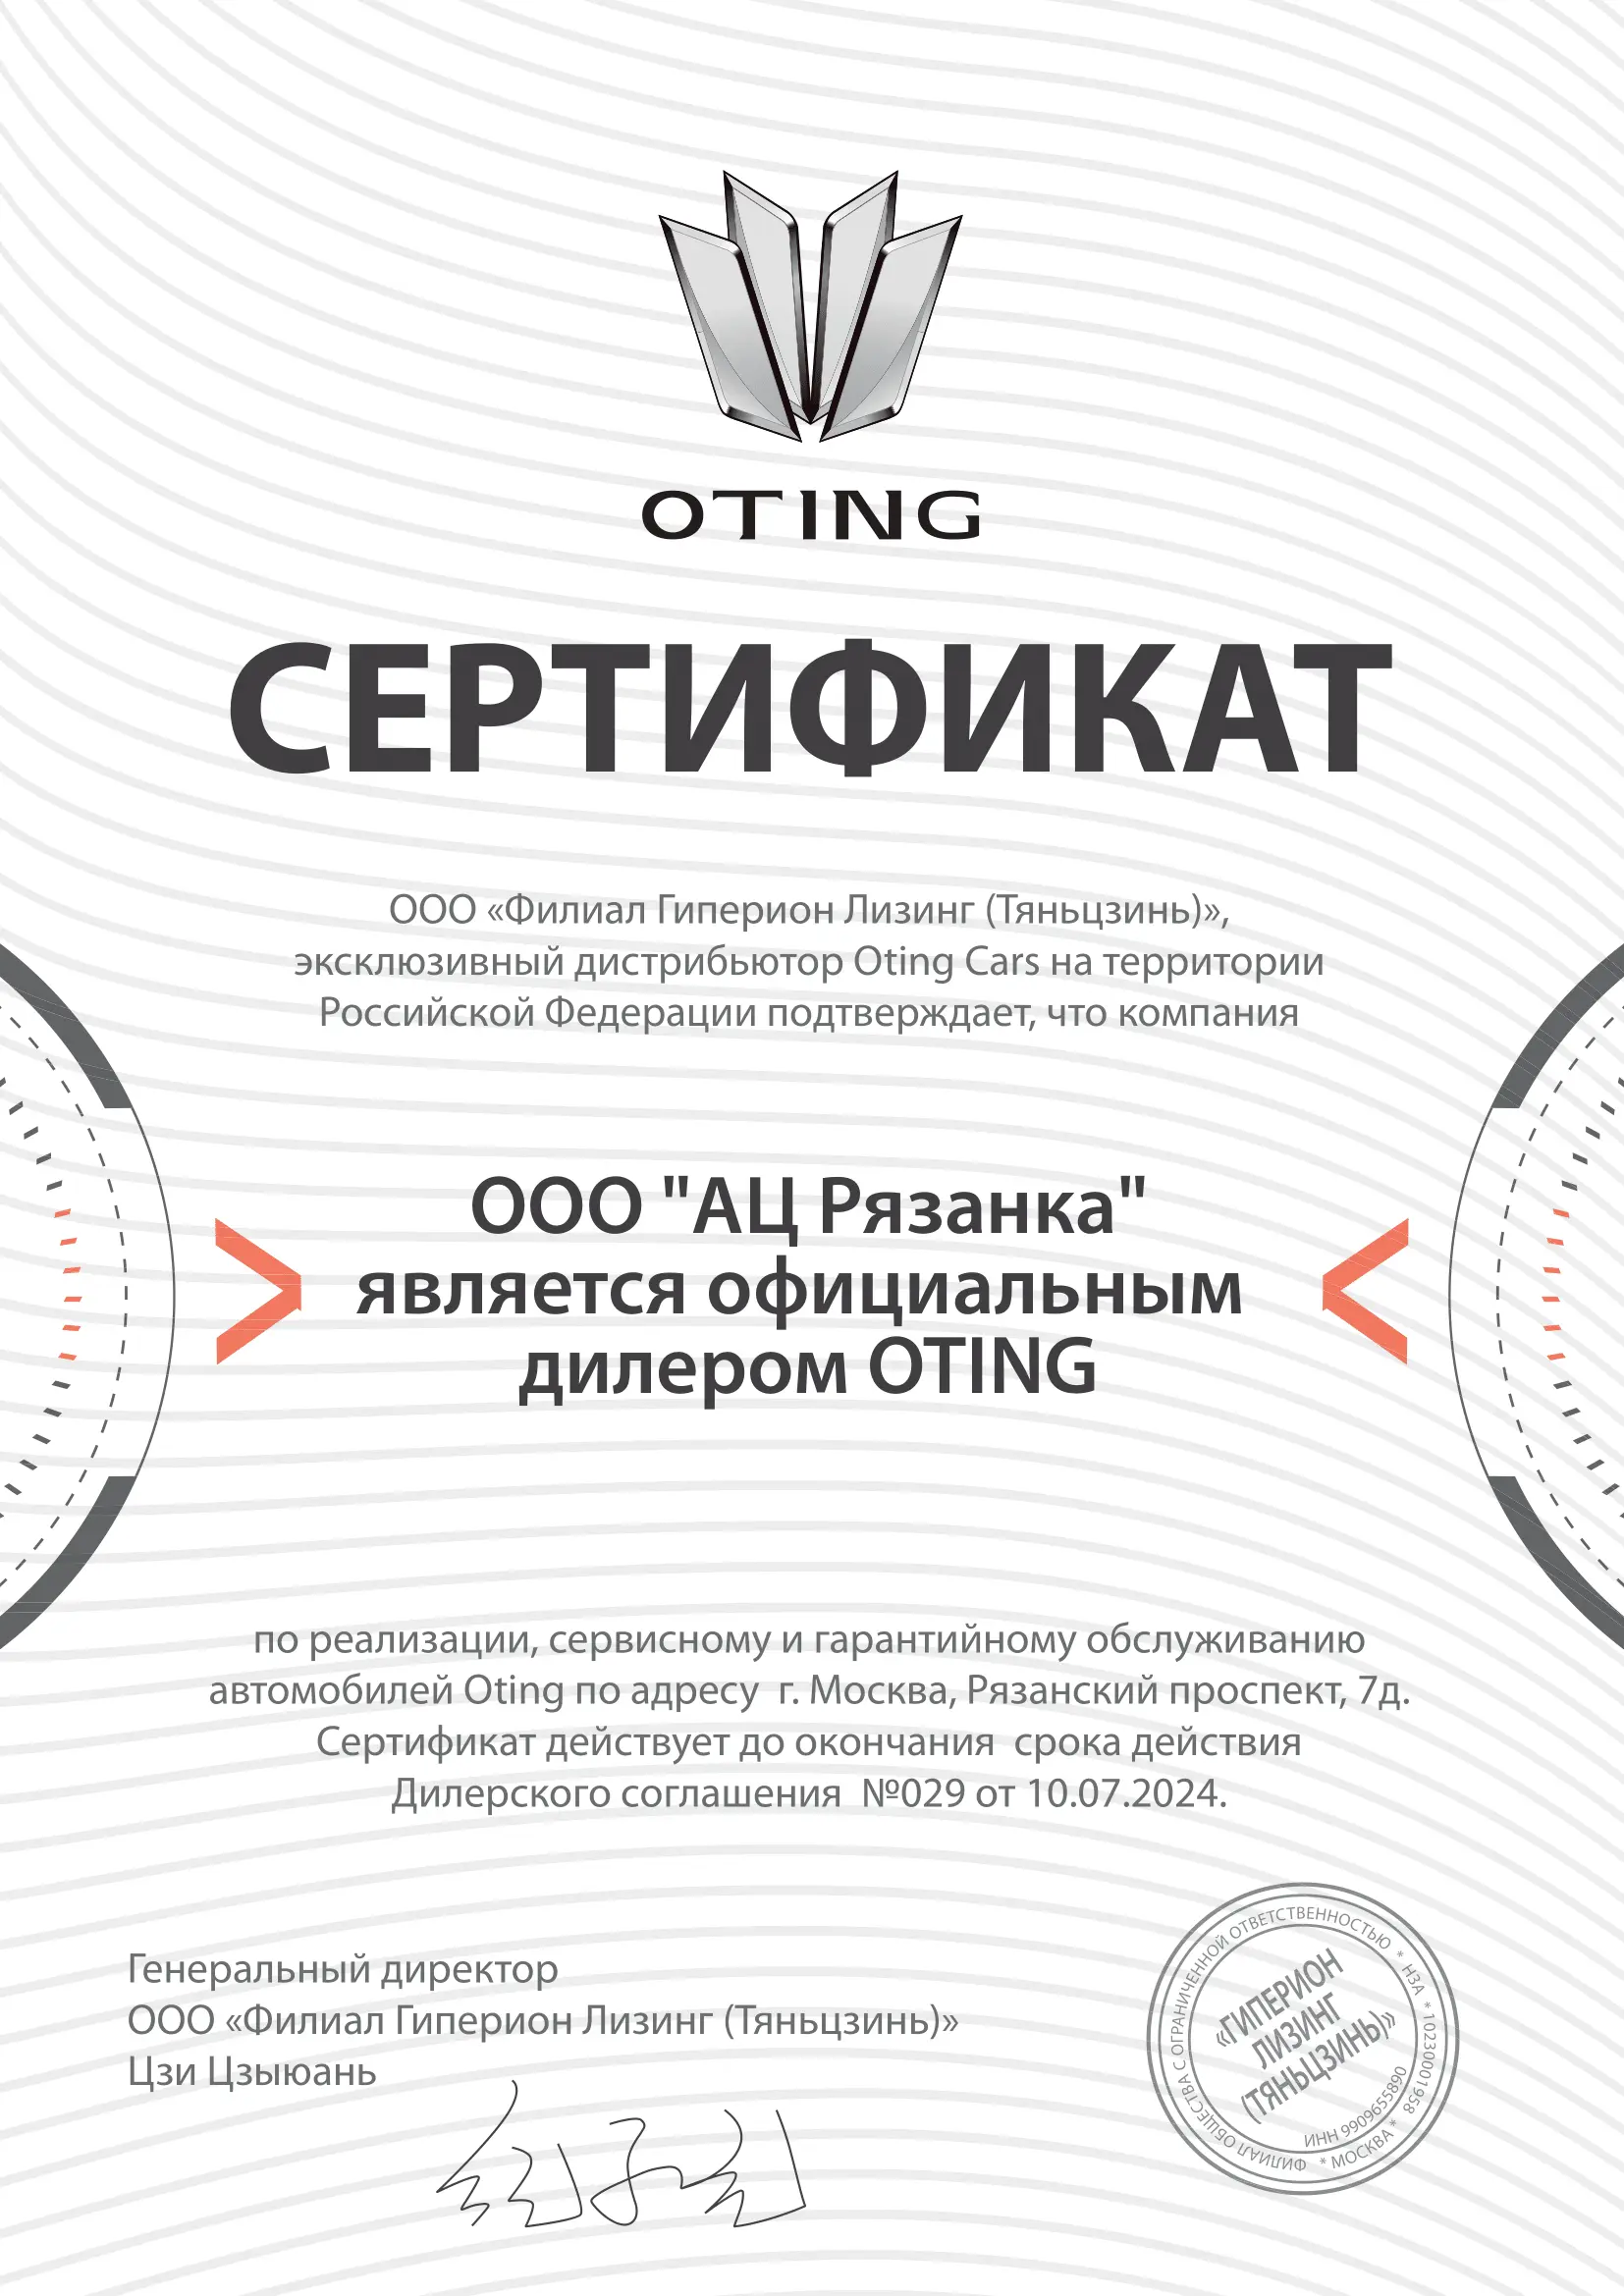 OTING
СЕРТИФИКАТ
ООО «Филиал Гиперион Лизинг (Тяньцзинь)»,
эксклюзивный дистрибьютор Oting Cars на территории
Российской Федерации подтверждает, что компания
ООО "АЦ Рязанка"
является официальным
дилером OTING
по реализации, сервисному и гарантийному обслуживанию
автомобилей Oting по адресу г. Москва, Рязанский проспект, 7д.
Сертификат действует до окончания срока действия
Дилерского соглашения №029 от 10.07.2024.
Генеральный директор
ООО «Филиал Гиперион Лизинг (Тяньцзинь)»
Цзи Цзыюань
ФИЛИАЛ ОБЩЕСТВА С ОГРАНИЧЕННОЙ ОТВЕТСТВЕННОСТЬЮ * НЗА * 10230001958
* МОСКВА *
«ГИПЕРИОН
ЛИЗИНГ
(ТЯНЬЦЗИНЬ)»
ИНН 9909655890